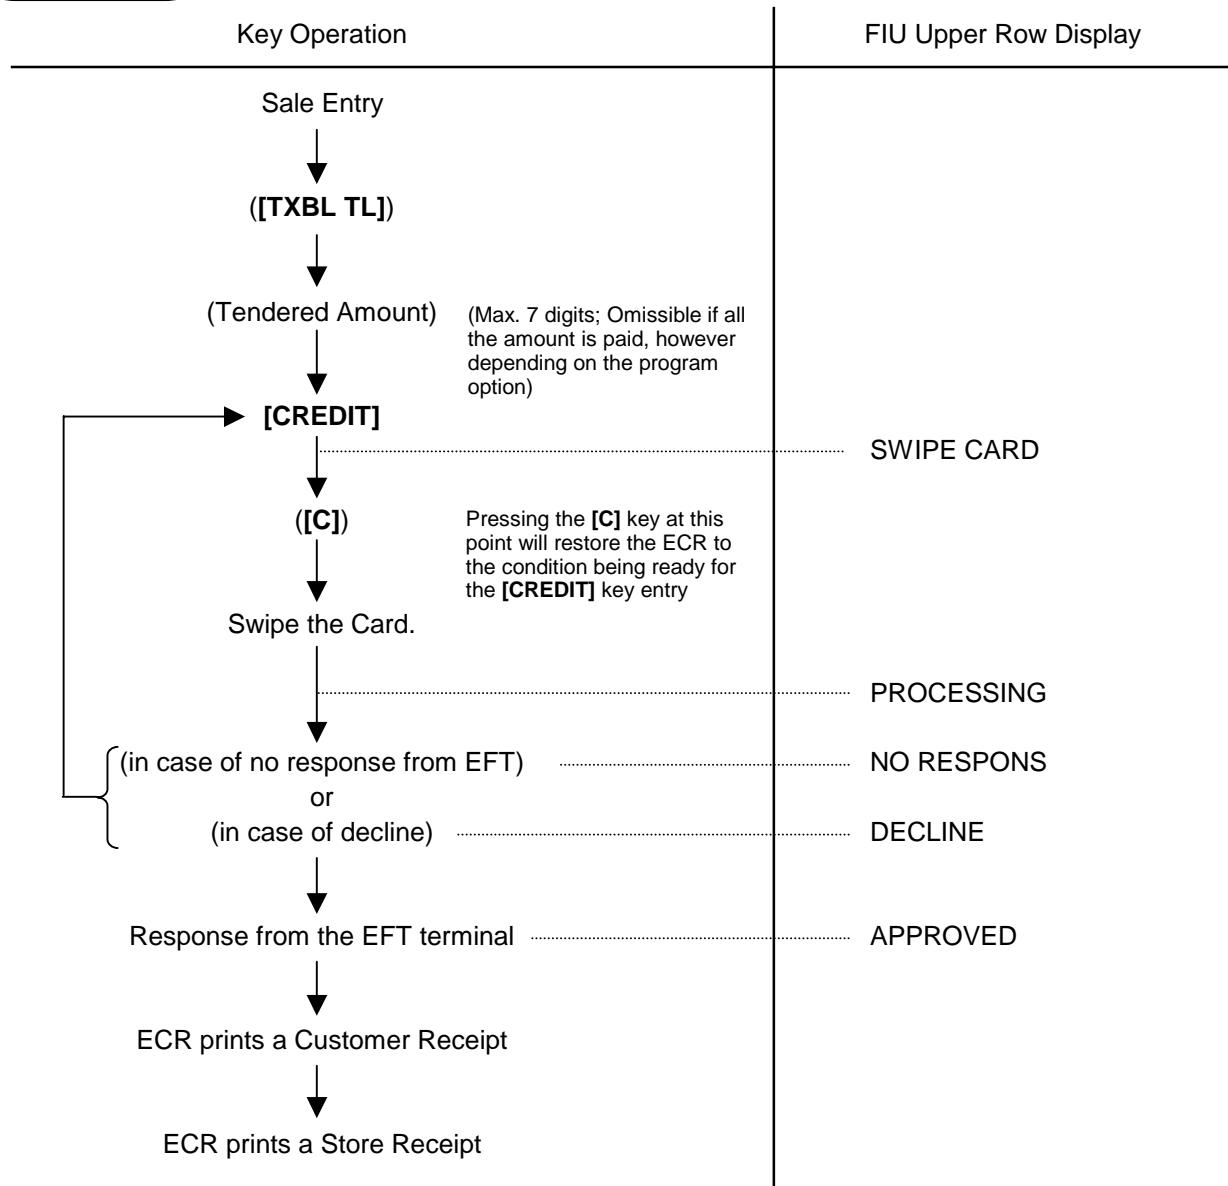 Key Operation
FIU Upper Row Display
Sale Entry
([TXBL TL])
(Tendered Amount)
(Max. 7 digits; Omissible if all
the amount is paid, however
depending on the program
option)
[CREDIT]
SWIPE CARD
([C])
Pressing the [C] key at this
point will restore the ECR to
the condition being ready for
the [CREDIT] key entry
Swipe the Card.
PROCESSING
(in case of no response from EFT)
NO RESPONS
or
(in case of decline)
DECLINE
Response from the EFT terminal
APPROVED
ECR prints a Customer Receipt
ECR prints a Store Receipt